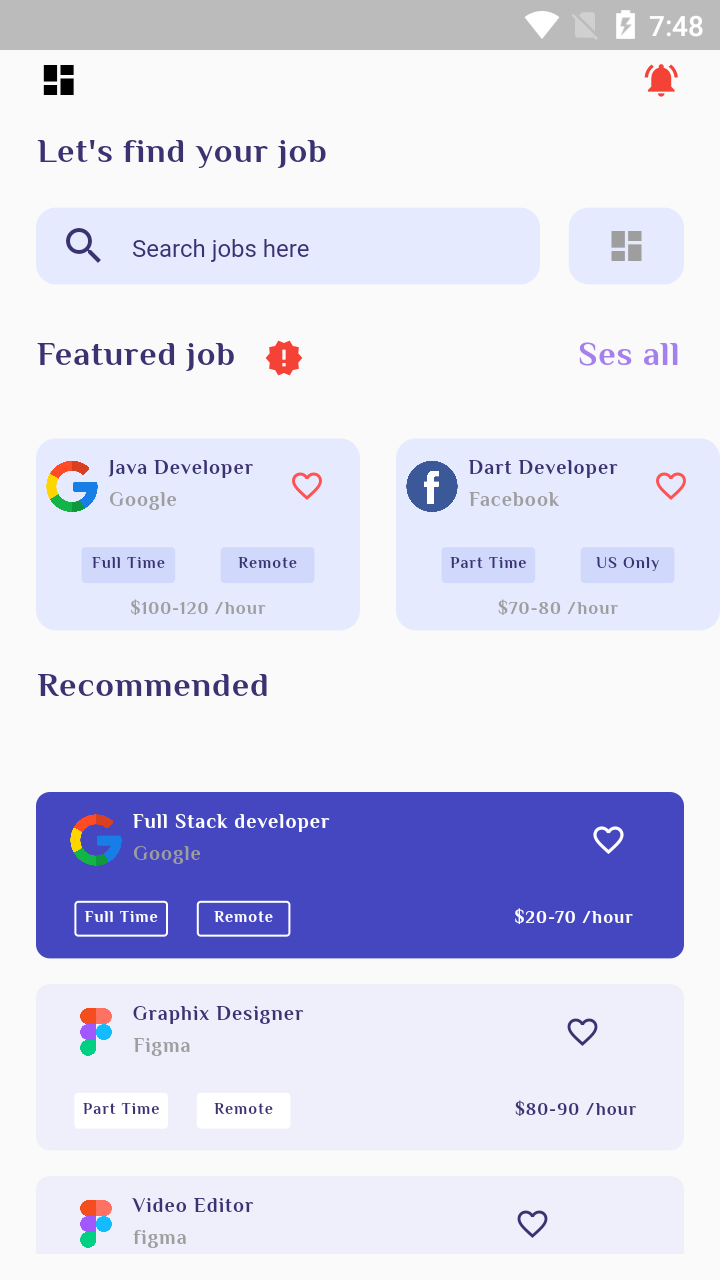 7:48
Let's find your job
Search jobs here
Featured job
Ses all
Java Developer
Google
Full Time Remote
$100-120 /hour
Dart Developer
Facebook
Part Time US Only
$70-80 /hour
Recommended
Full Stack developer
Google
Full Time Remote $20-70 /hour
Graphix Designer
Figma
Part Time Remote $80-90 /hour
Video Editor
figma